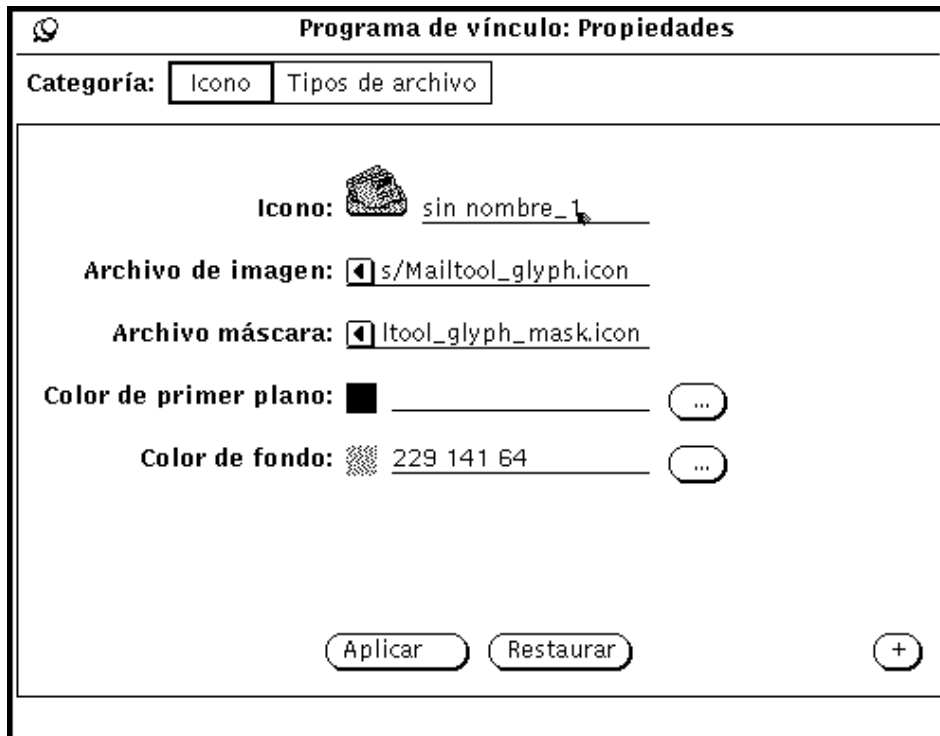 Programa de vínculo: Propiedades
Categoría: Icono Tipos de archivo
Icono: sin nombre_1
Archivo de imagen: s/Mailtool_glyph.icon
Archivo máscara: ltool_glyph_mask.icon
Color de primer plano: ...
Color de fondo: 229 141 64 ...
Aplicar Restaurar +